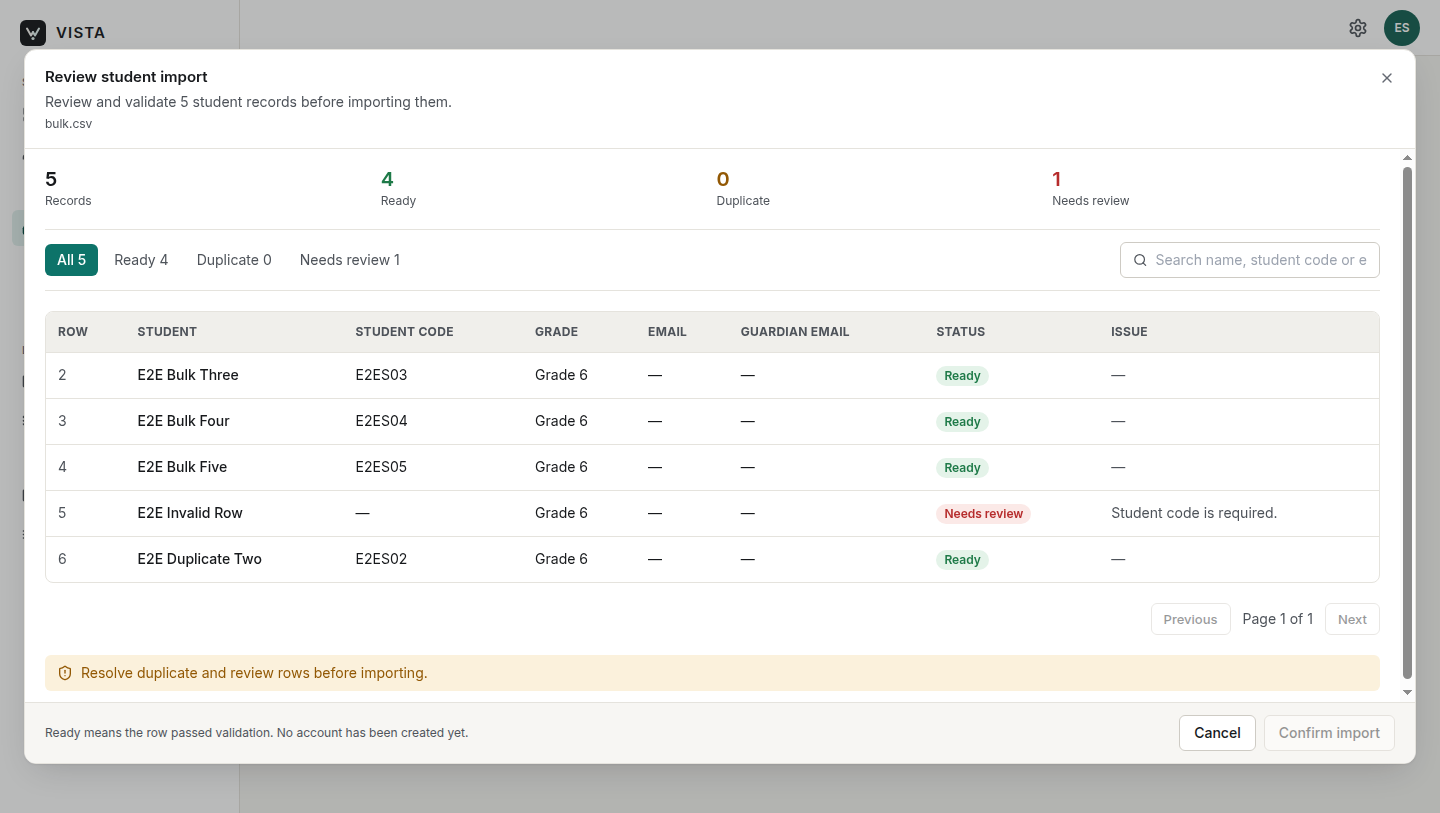 VISTA
ES
Review student import
Review and validate 5 student records before importing them.
bulk.csv
5 4 0 1
Records Ready Duplicate Needs review
All 5 Ready 4 Duplicate 0 Needs review 1 Search name, student code or e
ROW STUDENT STUDENT CODE GRADE EMAIL GUARDIAN EMAIL STATUS ISSUE
2 E2E Bulk Three E2ES03 Grade 6 — — Ready —
3 E2E Bulk Four E2ES04 Grade 6 — — Ready —
4 E2E Bulk Five E2ES05 Grade 6 — — Ready —
5 E2E Invalid Row — Grade 6 — — Needs review Student code is required.
6 E2E Duplicate Two E2ES02 Grade 6 — — Ready —
Previous Page 1 of 1 Next
Resolve duplicate and review rows before importing.
Ready means the row passed validation. No account has been created yet. Cancel Confirm import